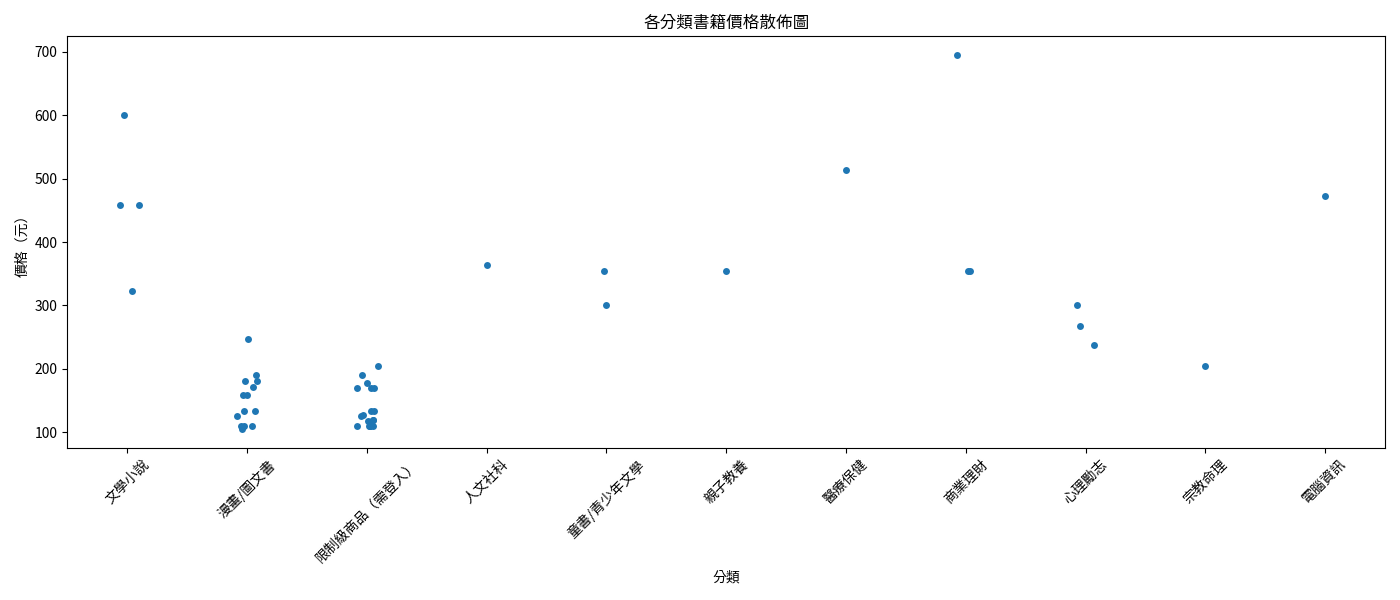 各分類書籍價格散佈圖
價格（元）
700
600
500
400
300
200
100
文學小說
漫畫/圖文書
限制級商品（需登入）
人文社科
童書/青少年文學
親子教養
醫療保健
商業理財
心理勵志
宗教命理
電腦資訊
分類